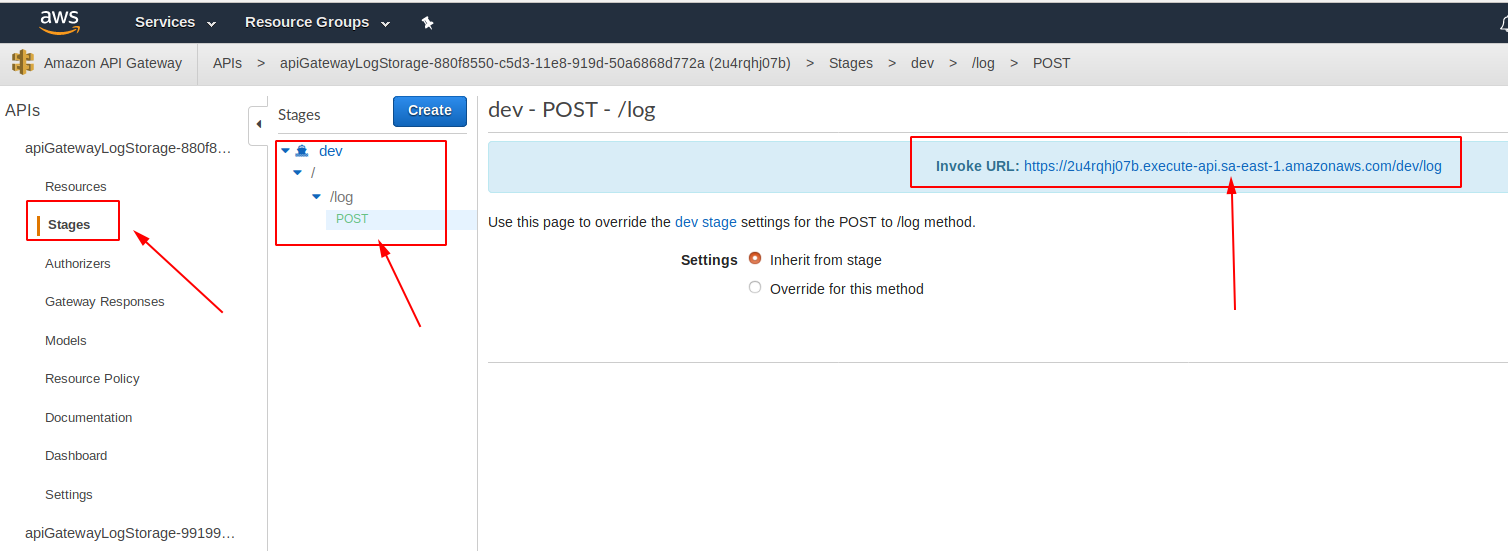 aws
Services
Resource Groups
Amazon API Gateway
APIs > apiGatewayLogStorage-880f8550-c5d3-11e8-919d-50a6868d772a (2u4rqhj07b) > Stages > dev > /log > POST
APIs
apiGatewayLogStorage-880f8...
Resources
Stages
Authorizers
Gateway Responses
Models
Resource Policy
Documentation
Dashboard
Settings
apiGatewayLogStorage-99199...
Stages
Create
dev
/
/log
POST
dev - POST - /log
Invoke URL: https://2u4rqhj07b.execute-api.sa-east-1.amazonaws.com/dev/log
Use this page to override the dev stage settings for the POST to /log method.
Settings
Inherit from stage
Override for this method